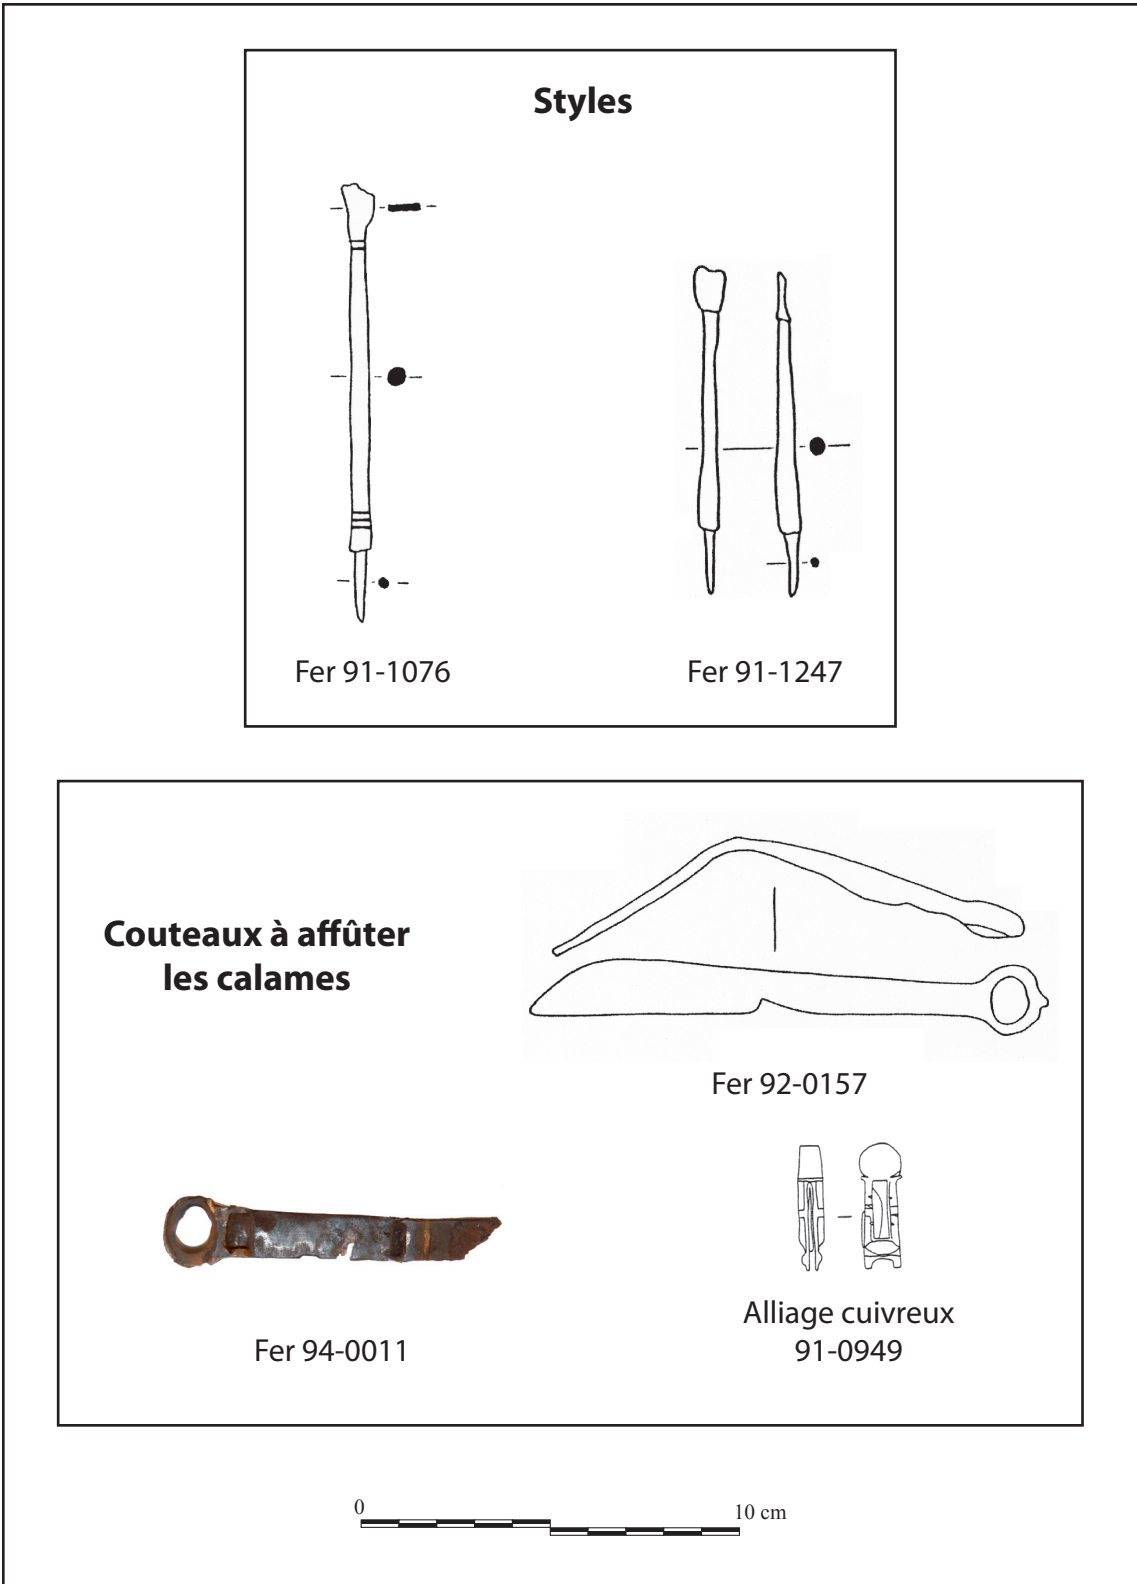 Styles
Fer 91-1076
Fer 91-1247
Couteaux à affûter
les calames
Fer 92-0157
Fer 94-0011
Alliage cuivreux
91-0949
0
10 cm